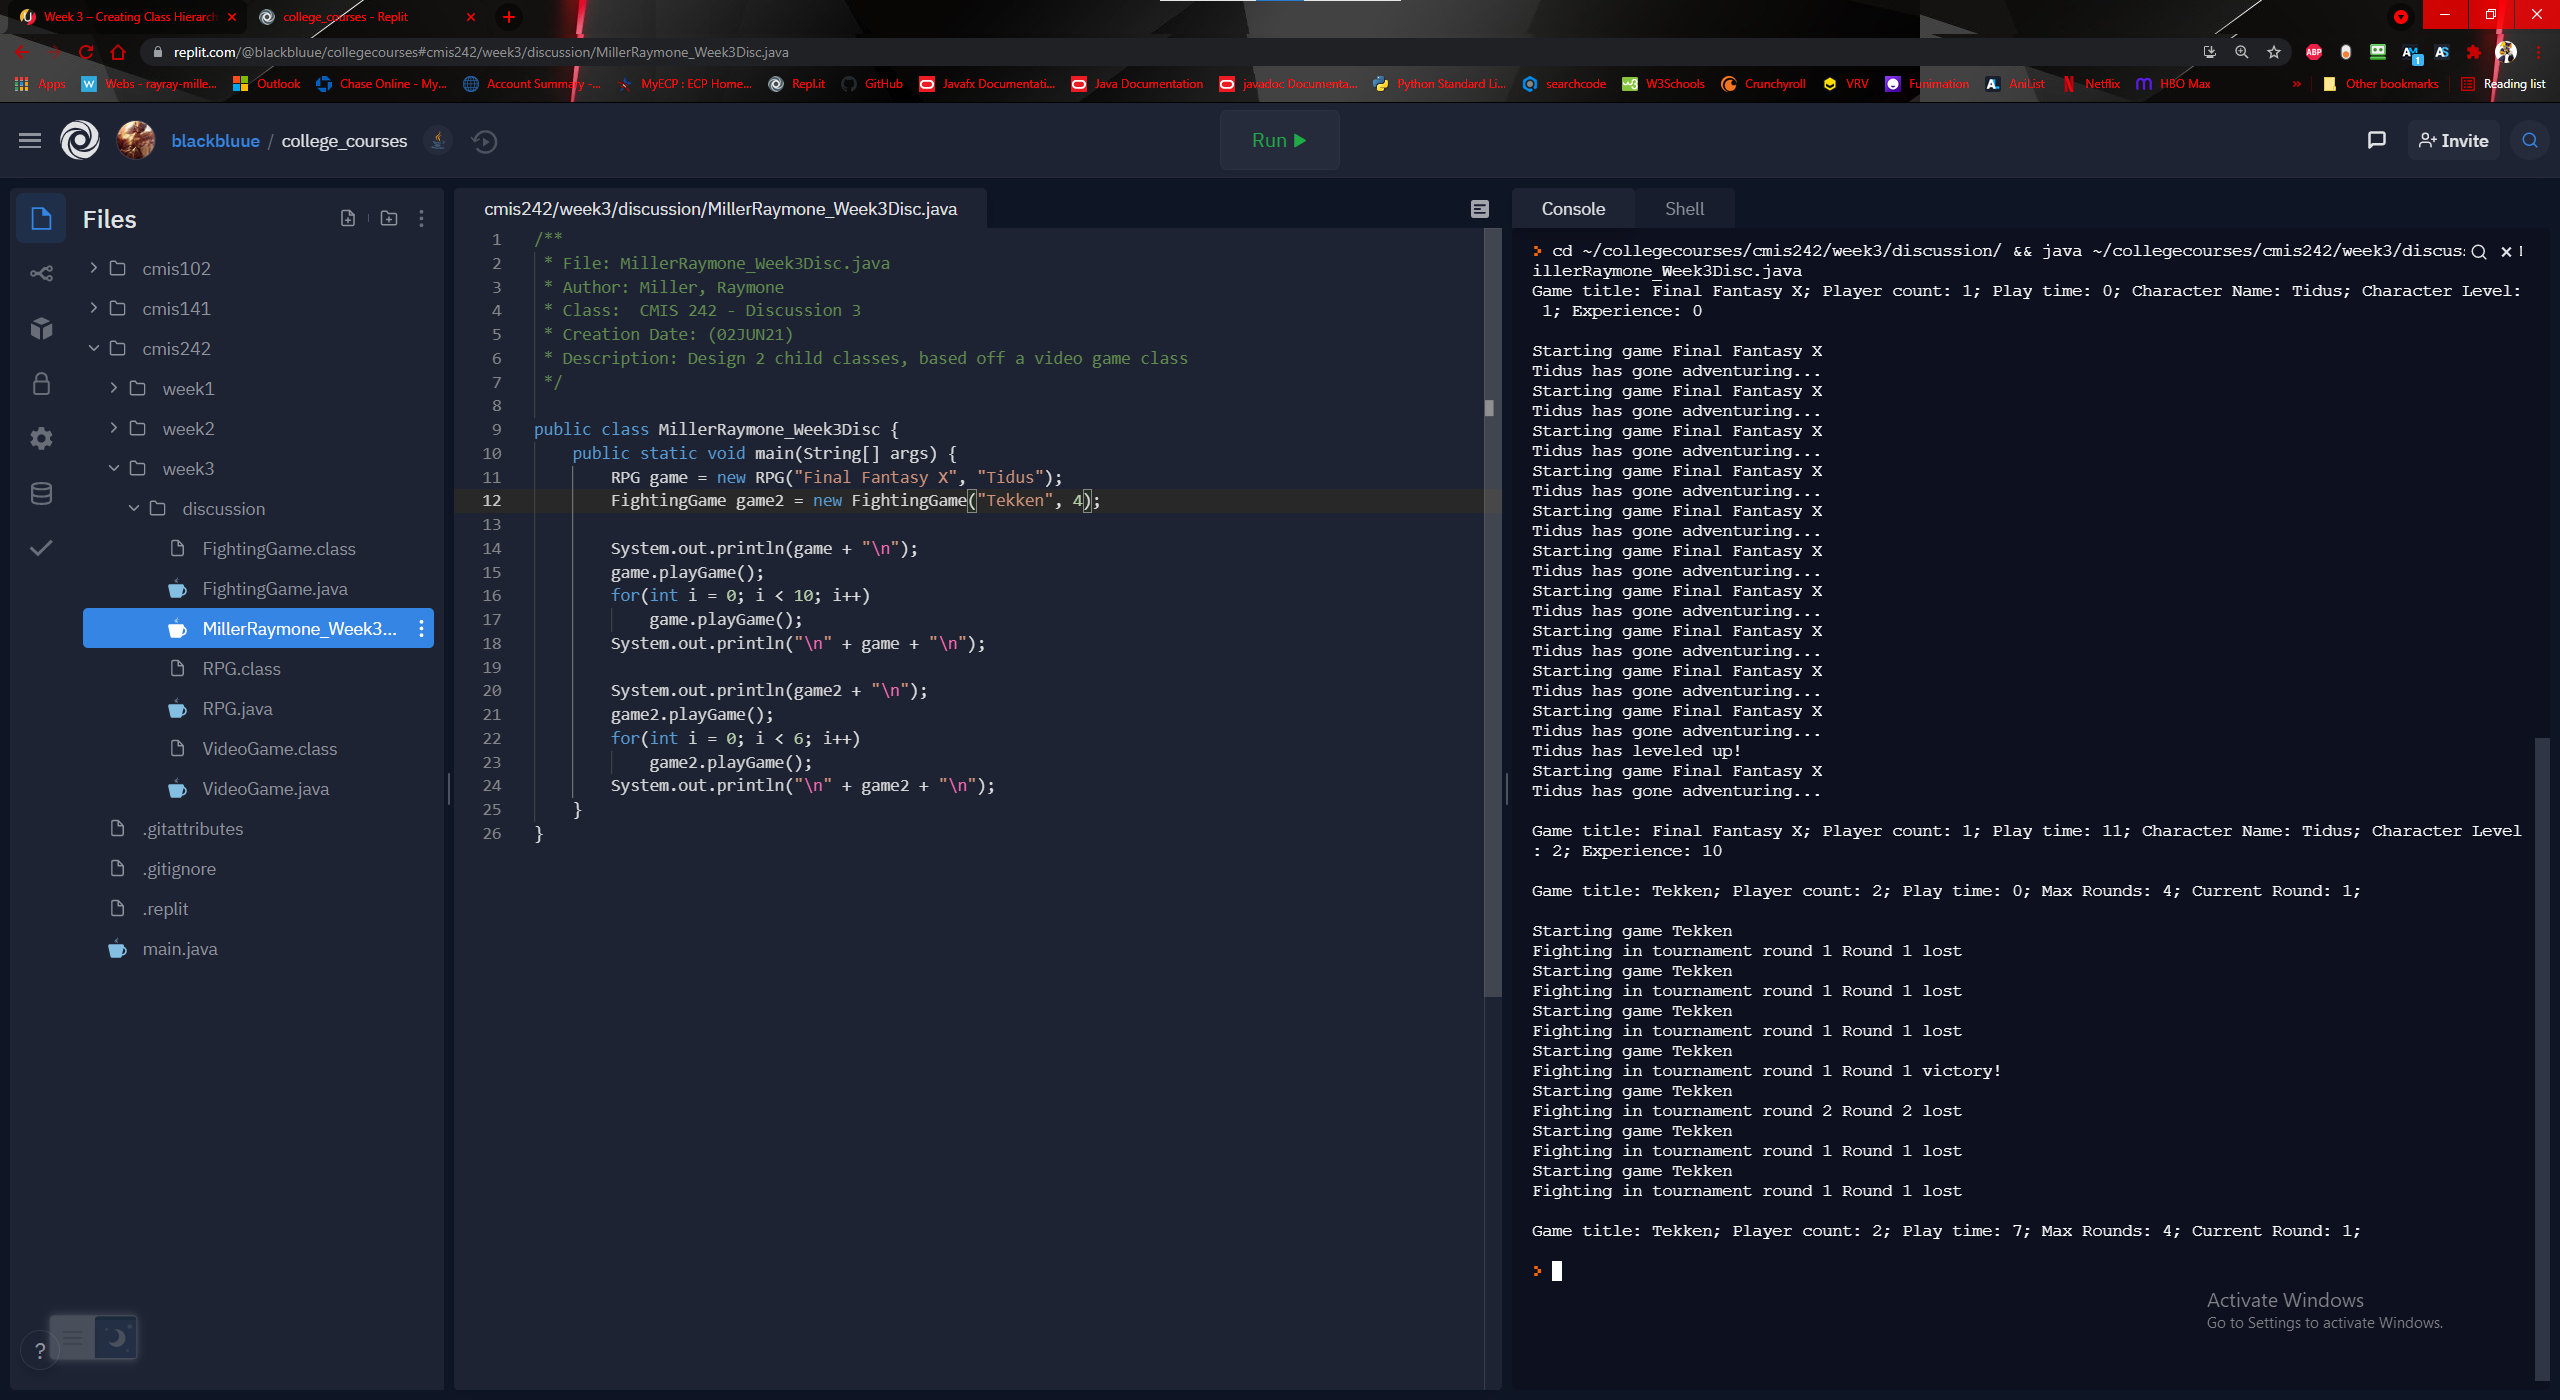 Week 3 – Creating Class Hierarch
college_courses - Replit
replit.com/@blackbluue/collegecourses#cmis242/week3/discussion/MillerRaymone_Week3Disc.java
Apps
Webs - rayray-mille...
Outlook
Chase Online - My...
Account Summary -...
MyECP : ECP Home...
RepLit
GitHub
Javafx Documentati...
Java Documentation
javadoc Documenta...
Python Standard Li...
searchcode
W3Schools
Crunchyroll
VRV
Funimation
AniList
Netflix
HBO Max
»
Other bookmarks
Reading list
blackbluue / college_courses
Run
Invite
Files
cmis102
cmis141
cmis242
week1
week2
week3
discussion
FightingGame.class
FightingGame.java
MillerRaymone_Week3...
RPG.class
RPG.java
VideoGame.class
VideoGame.java
.gitattributes
.gitignore
.replit
main.java
?
cmis242/week3/discussion/MillerRaymone_Week3Disc.java
1 /**
2 * File: MillerRaymone_Week3Disc.java
3 * Author: Miller, Raymone
4 * Class:  CMIS 242 - Discussion 3
5 * Creation Date: (02JUN21)
6 * Description: Design 2 child classes, based off a video game class
7 */
8
9 public class MillerRaymone_Week3Disc {
10 public static void main(String[] args) {
11 RPG game = new RPG("Final Fantasy X", "Tidus");
12 FightingGame game2 = new FightingGame("Tekken", 4);
13
14 System.out.println(game + "\n");
15 game.playGame();
16 for(int i = 0; i < 10; i++)
17 game.playGame();
18 System.out.println("\n" + game + "\n");
19
20 System.out.println(game2 + "\n");
21 game2.playGame();
22 for(int i = 0; i < 6; i++)
23 game2.playGame();
24 System.out.println("\n" + game2 + "\n");
25 }
26 }
Console
Shell
> cd ~/collegecourses/cmis242/week3/discussion/ && java ~/collegecourses/cmis242/week3/discus
illerRaymone_Week3Disc.java
Game title: Final Fantasy X; Player count: 1; Play time: 0; Character Name: Tidus; Character Level:
1; Experience: 0
Starting game Final Fantasy X
Tidus has gone adventuring...
Starting game Final Fantasy X
Tidus has gone adventuring...
Starting game Final Fantasy X
Tidus has gone adventuring...
Starting game Final Fantasy X
Tidus has gone adventuring...
Starting game Final Fantasy X
Tidus has gone adventuring...
Starting game Final Fantasy X
Tidus has gone adventuring...
Starting game Final Fantasy X
Tidus has gone adventuring...
Starting game Final Fantasy X
Tidus has gone adventuring...
Starting game Final Fantasy X
Tidus has gone adventuring...
Starting game Final Fantasy X
Tidus has gone adventuring...
Tidus has leveled up!
Starting game Final Fantasy X
Tidus has gone adventuring...
Game title: Final Fantasy X; Player count: 1; Play time: 11; Character Name: Tidus; Character Level
: 2; Experience: 10
Game title: Tekken; Player count: 2; Play time: 0; Max Rounds: 4; Current Round: 1;
Starting game Tekken
Fighting in tournament round 1 Round 1 lost
Starting game Tekken
Fighting in tournament round 1 Round 1 lost
Starting game Tekken
Fighting in tournament round 1 Round 1 lost
Starting game Tekken
Fighting in tournament round 1 Round 1 victory!
Starting game Tekken
Fighting in tournament round 2 Round 2 lost
Starting game Tekken
Fighting in tournament round 1 Round 1 lost
Starting game Tekken
Fighting in tournament round 1 Round 1 lost
Game title: Tekken; Player count: 2; Play time: 7; Max Rounds: 4; Current Round: 1;
>
Activate Windows
Go to Settings to activate Windows.